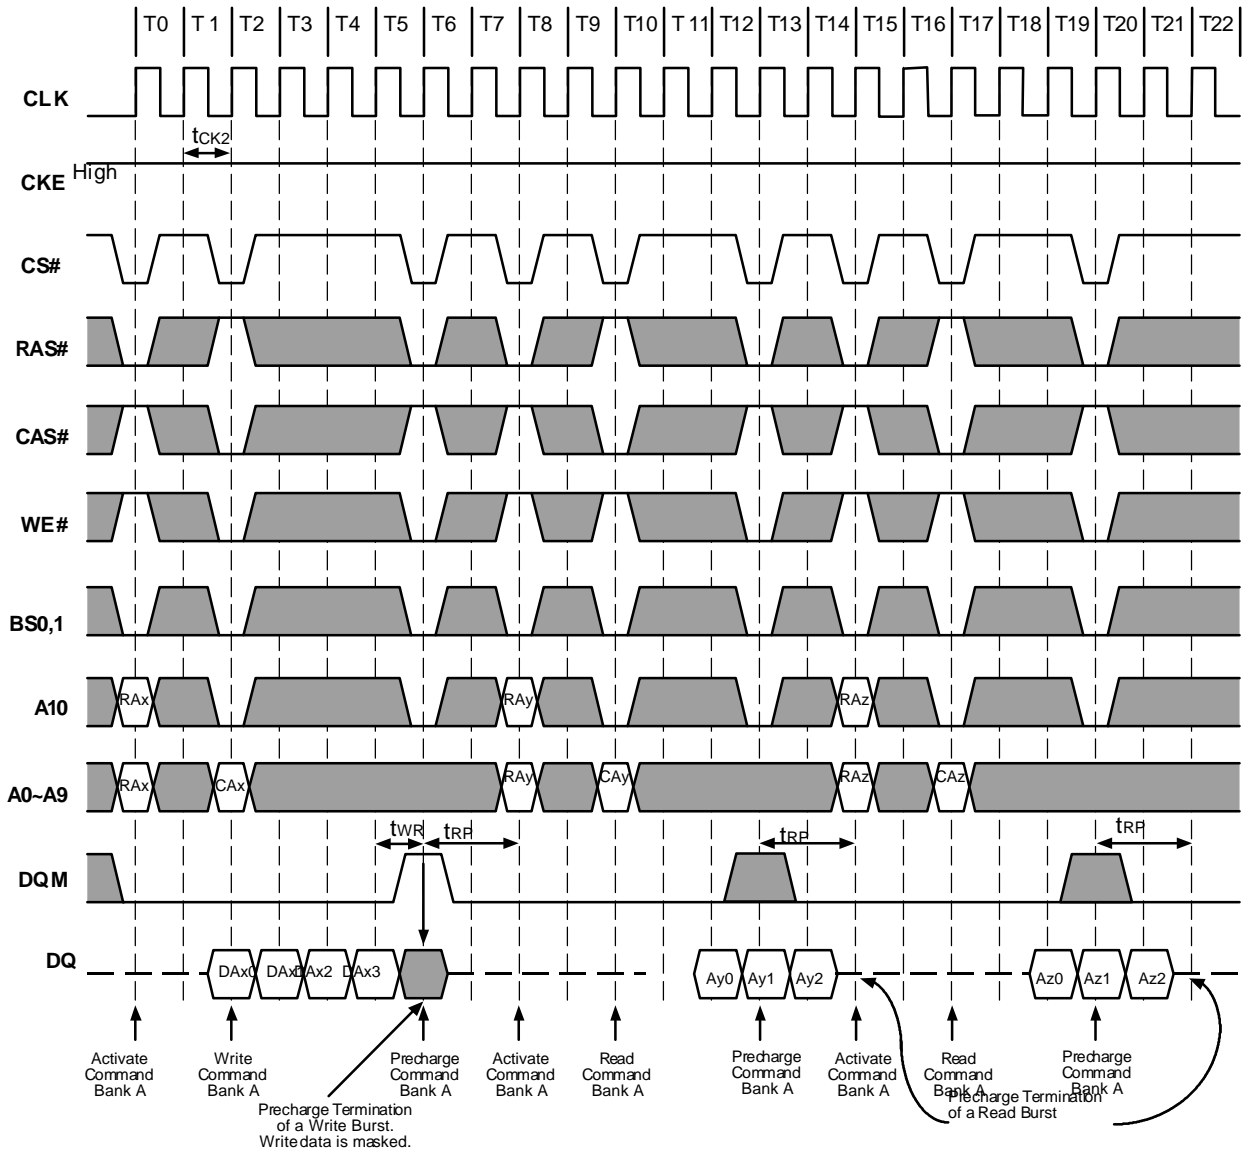 T0 T 1 T2 T3 T4 T5 T6 T7 T8 T9 T10 T 11 T12 T13 T14 T15 T16 T17 T18 T19 T20 T21 T22
CLK
tCK2
High
CKE
CS#
RAS#
CAS#
WE#
BS0,1
A10
RAx RAy RAz
A0~A9
RAx CAx RAy CAy RAz CAz
tWR tRP tRP tRP
DQM
DQ
DAx0 DAx1 DAx2 DAx3 Ay0 Ay1 Ay2 Az0 Az1 Az2
Activate Command Bank A
Write Command Bank A
Precharge Command Bank A
Activate Command Bank A
Read Command Bank A
Precharge Command Bank A
Activate Command Bank A
Read Command Bank A
Precharge Command Bank A
Precharge Termination
of a Write Burst.
Write data is masked.
Precharge Termination
of a Read Burst